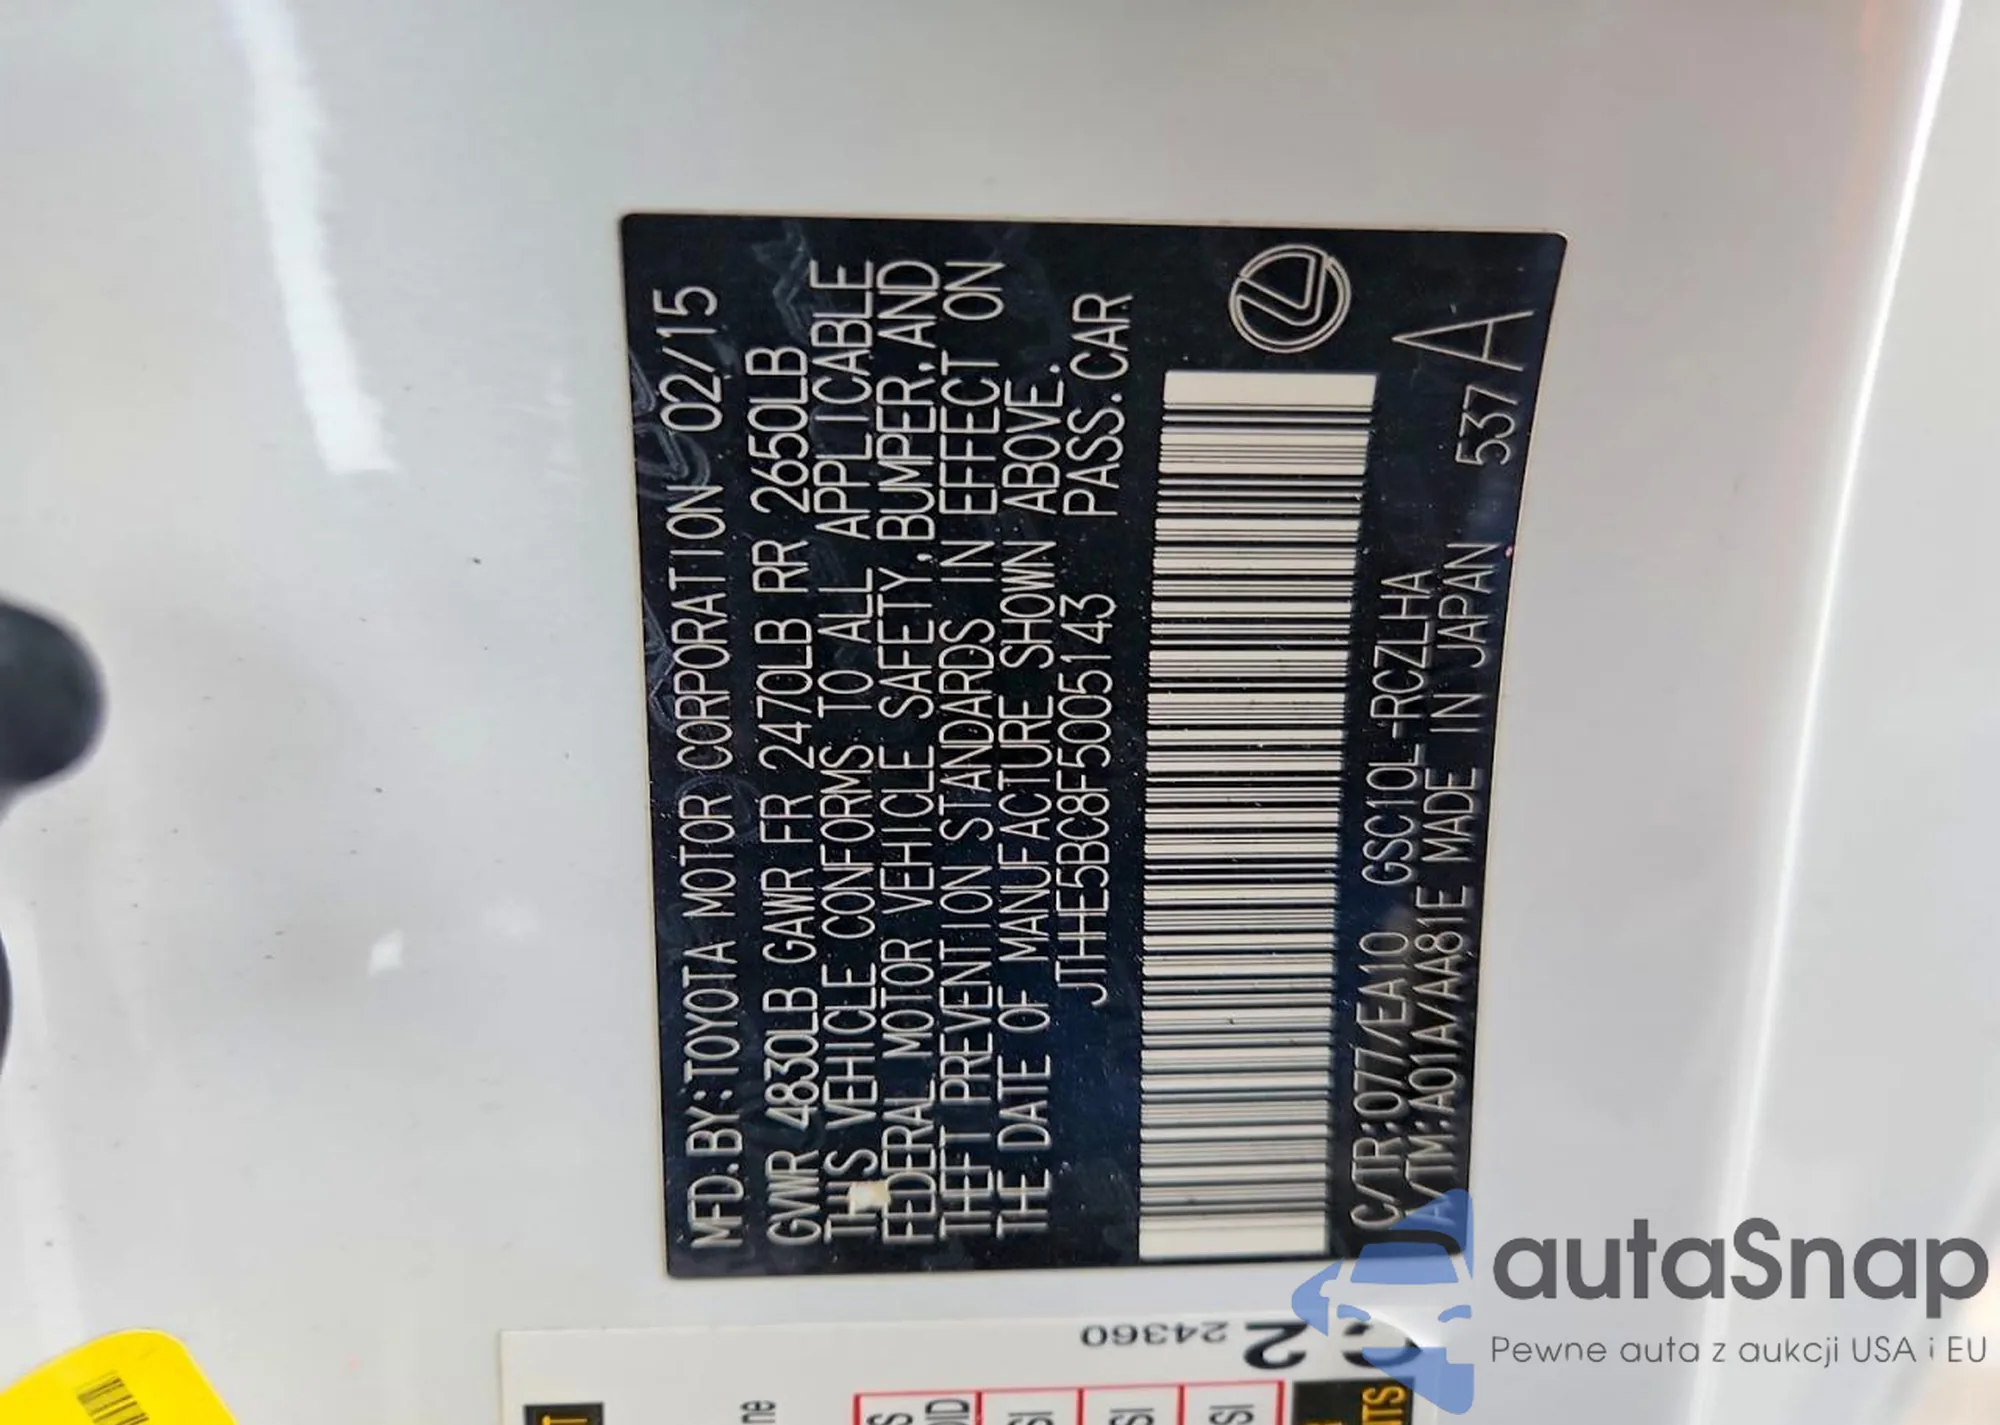 MFD.BY:TOYOTA MOTOR CORPORATION 02/15
GVWR 4830LB GAWR FR 2470LB RR 2650LB
THIS VEHICLE CONFORMS TO ALL APPLICABLE
FEDERAL MOTOR VEHICLE SAFETY,BUMPER,AND
THEFT PREVENTION STANDARDS IN EFFECT ON
THE DATE OF MANUFACTURE SHOWN ABOVE.
JTHHE5BC8F5005143 PASS.CAR
C/TR:077/EA10 GSC10L-RCZLHA
A/TM:A01A/AA81E MADE IN JAPAN 537A
24360
autaSnap
Pewne auta z aukcji USA i EU